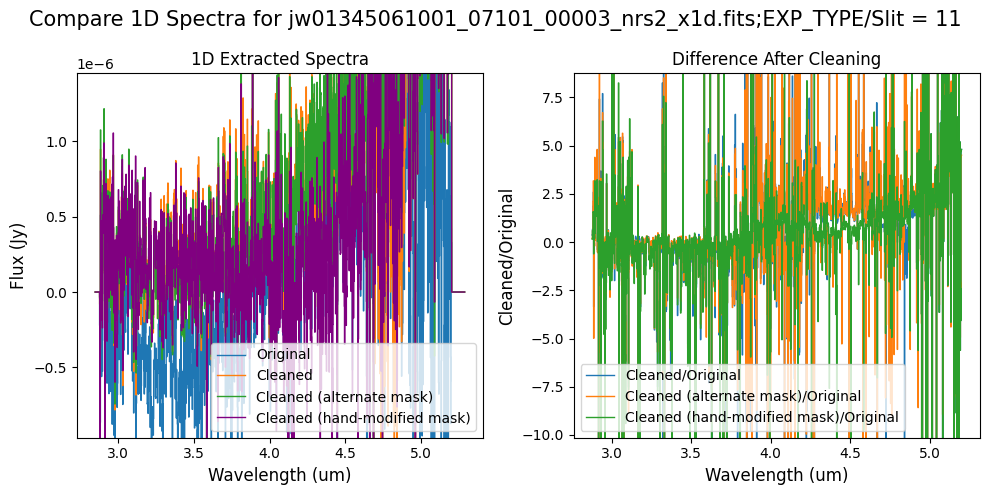 Compare 1D Spectra for jw01345061001_07101_00003_nrs2_x1d.fits;EXP_TYPE/Slit = 11
1D Extracted Spectra
1e−6
1.0
0.5
0.0
−0.5
Flux (Jy)
Original
Cleaned
Cleaned (alternate mask)
Cleaned (hand-modified mask)
3.0 3.5 4.0 4.5 5.0
Wavelength (um)
Difference After Cleaning
7.5
5.0
2.5
0.0
−2.5
−5.0
−7.5
−10.0
Cleaned/Original
Cleaned/Original
Cleaned (alternate mask)/Original
Cleaned (hand-modified mask)/Original
3.0 3.5 4.0 4.5 5.0
Wavelength (um)